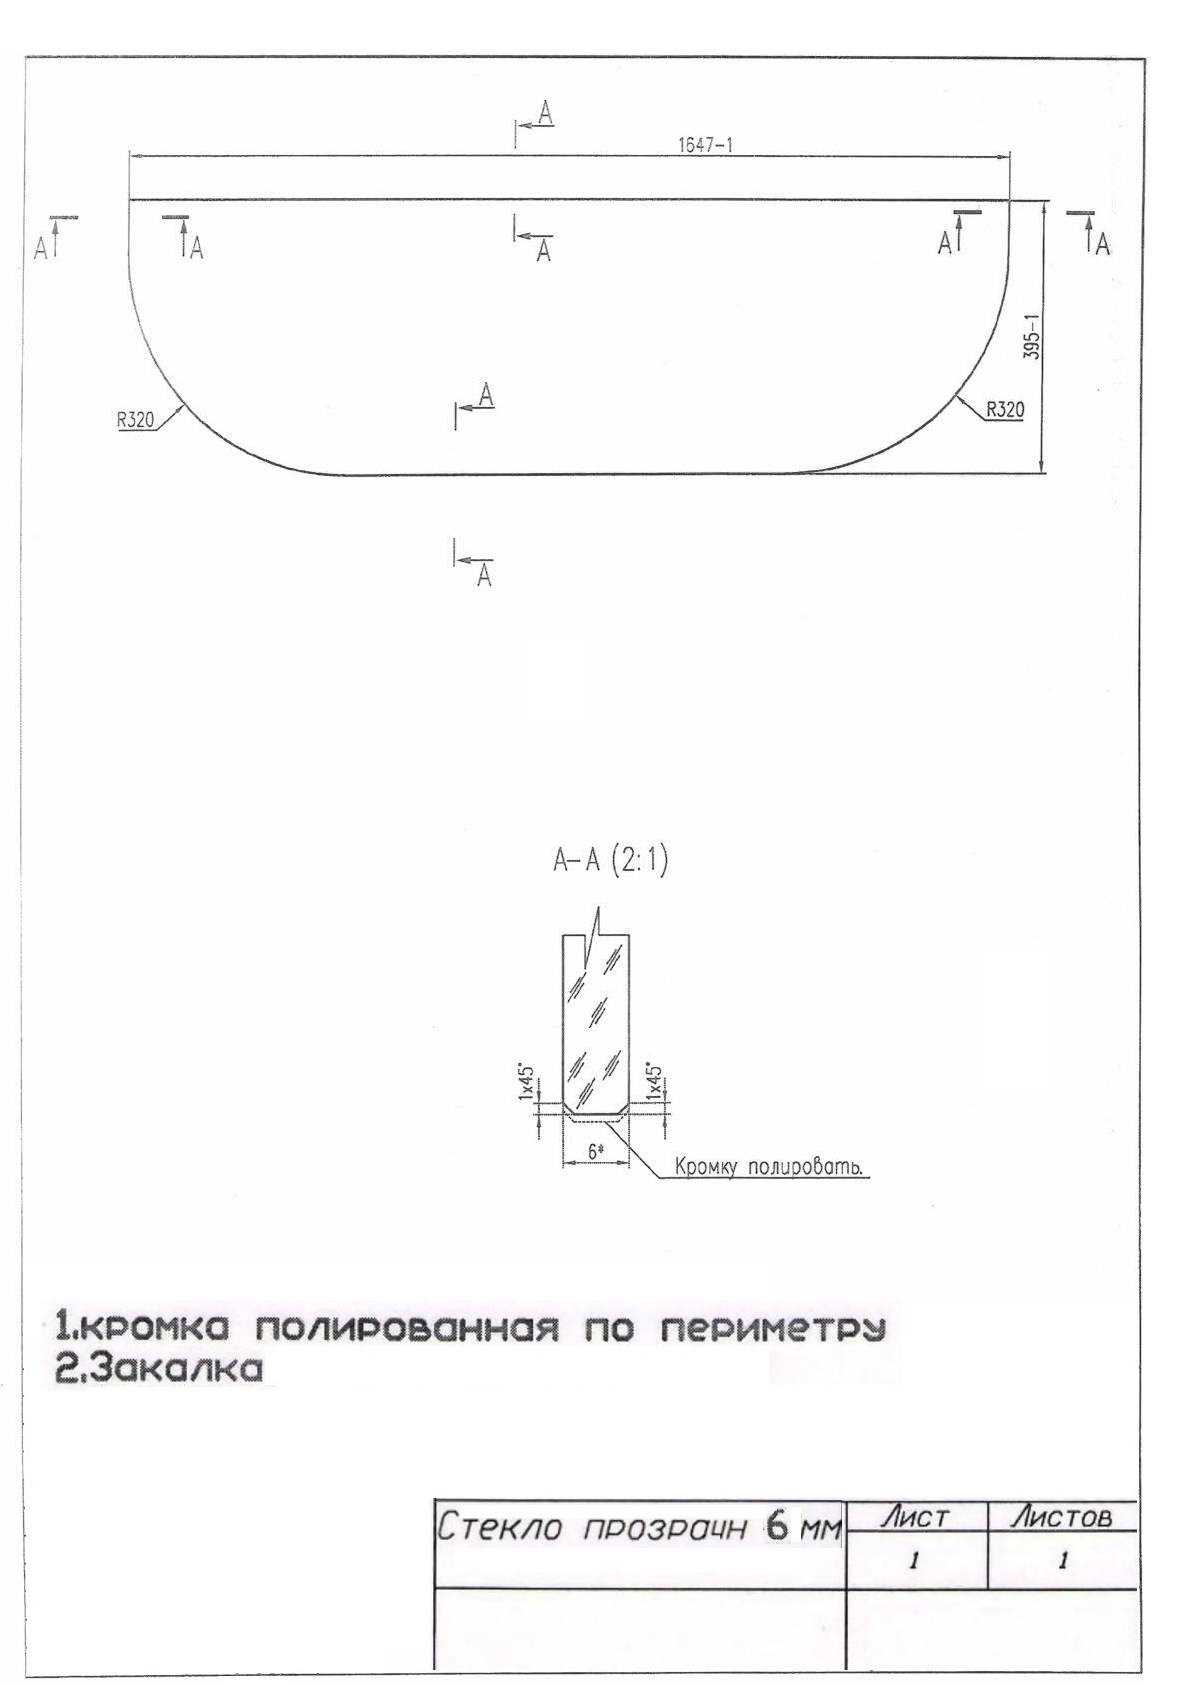 А
1647-1
А
А
А
А
А
А
395-1
А
R320
R320
А
А-А (2:1)
1x45°
1x45°
6*
Кромку полировать.
1.кромка полированная по периметру
2.Закалка
Стекло прозрачн 6 мм
Лист
Листов
1
1